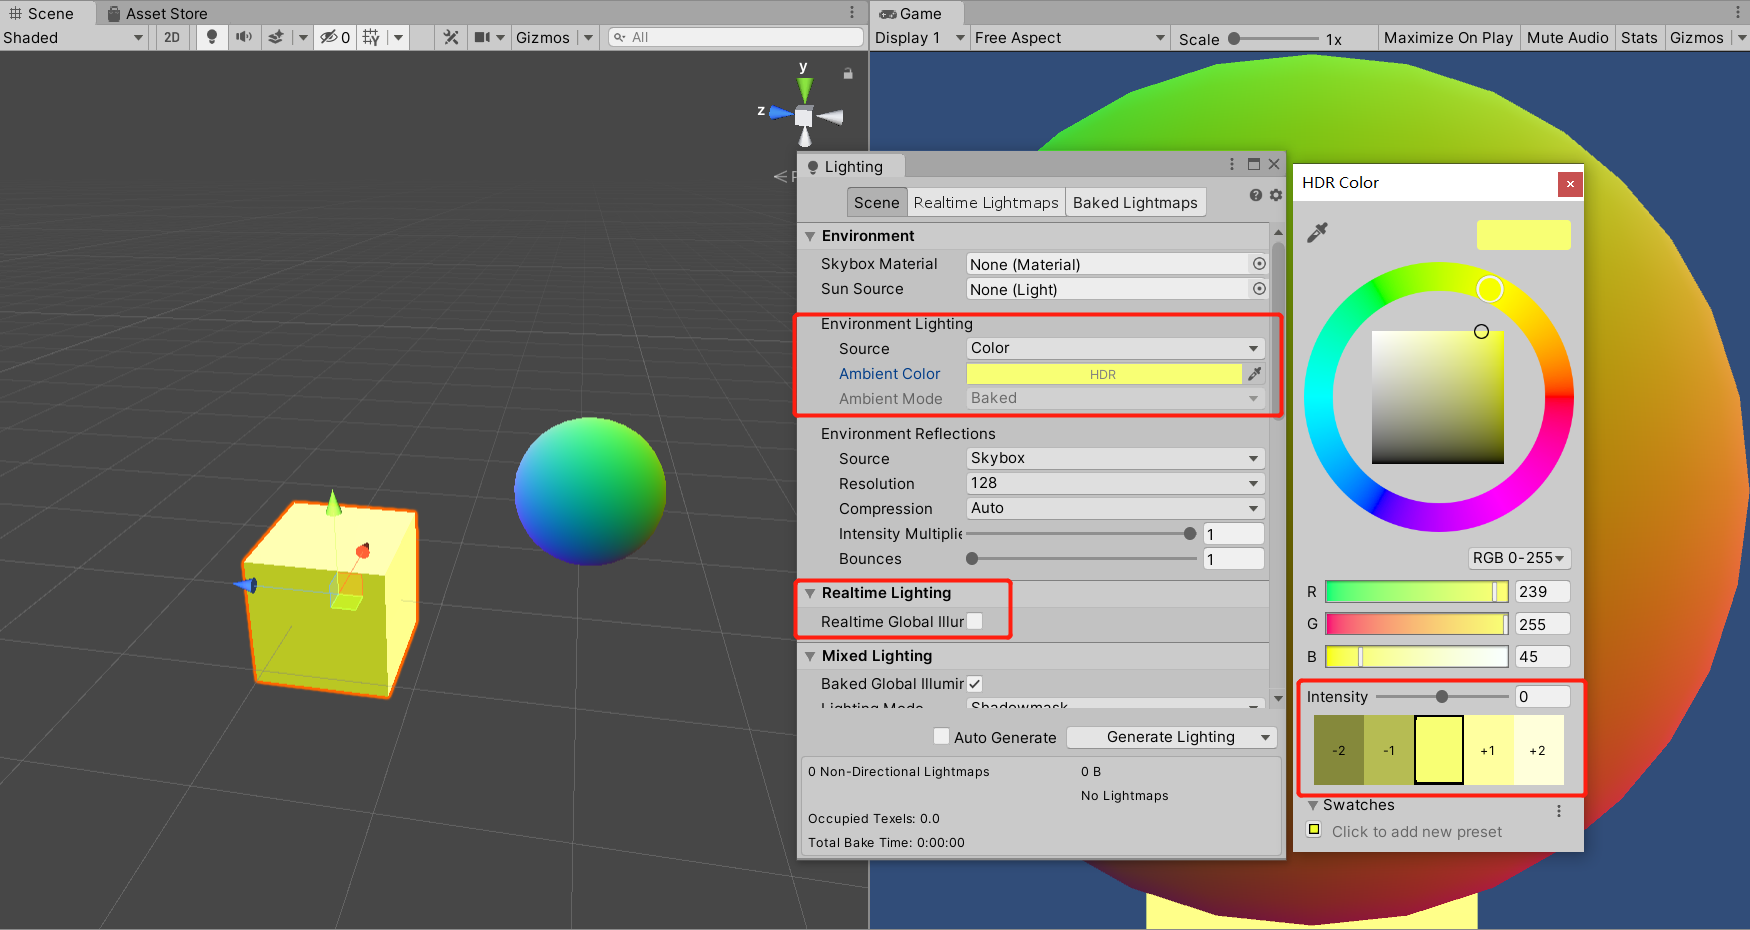 Scene
Asset Store
Shaded
2D
0
Gizmos
All
y
z
Game
Display 1
Free Aspect
Scale
1x
Maximize On Play
Mute Audio
Stats
Gizmos
Lighting
Scene
Realtime Lightmaps
Baked Lightmaps
Environment
Skybox Material
None (Material)
Sun Source
None (Light)
Environment Lighting
Source
Color
Ambient Color
HDR
Ambient Mode
Baked
Environment Reflections
Source
Skybox
Resolution
128
Compression
Auto
Intensity Multiplie
1
Bounces
1
Realtime Lighting
Realtime Global Illur
Mixed Lighting
Baked Global Illumir
Lighting Mode
Shadowmask
Auto Generate
Generate Lighting
0 Non-Directional Lightmaps
0 B
No Lightmaps
Occupied Texels: 0.0
Total Bake Time: 0:00:00
HDR Color
RGB 0-255
R
239
G
255
B
45
Intensity
0
-2
-1
+1
+2
Swatches
Click to add new preset